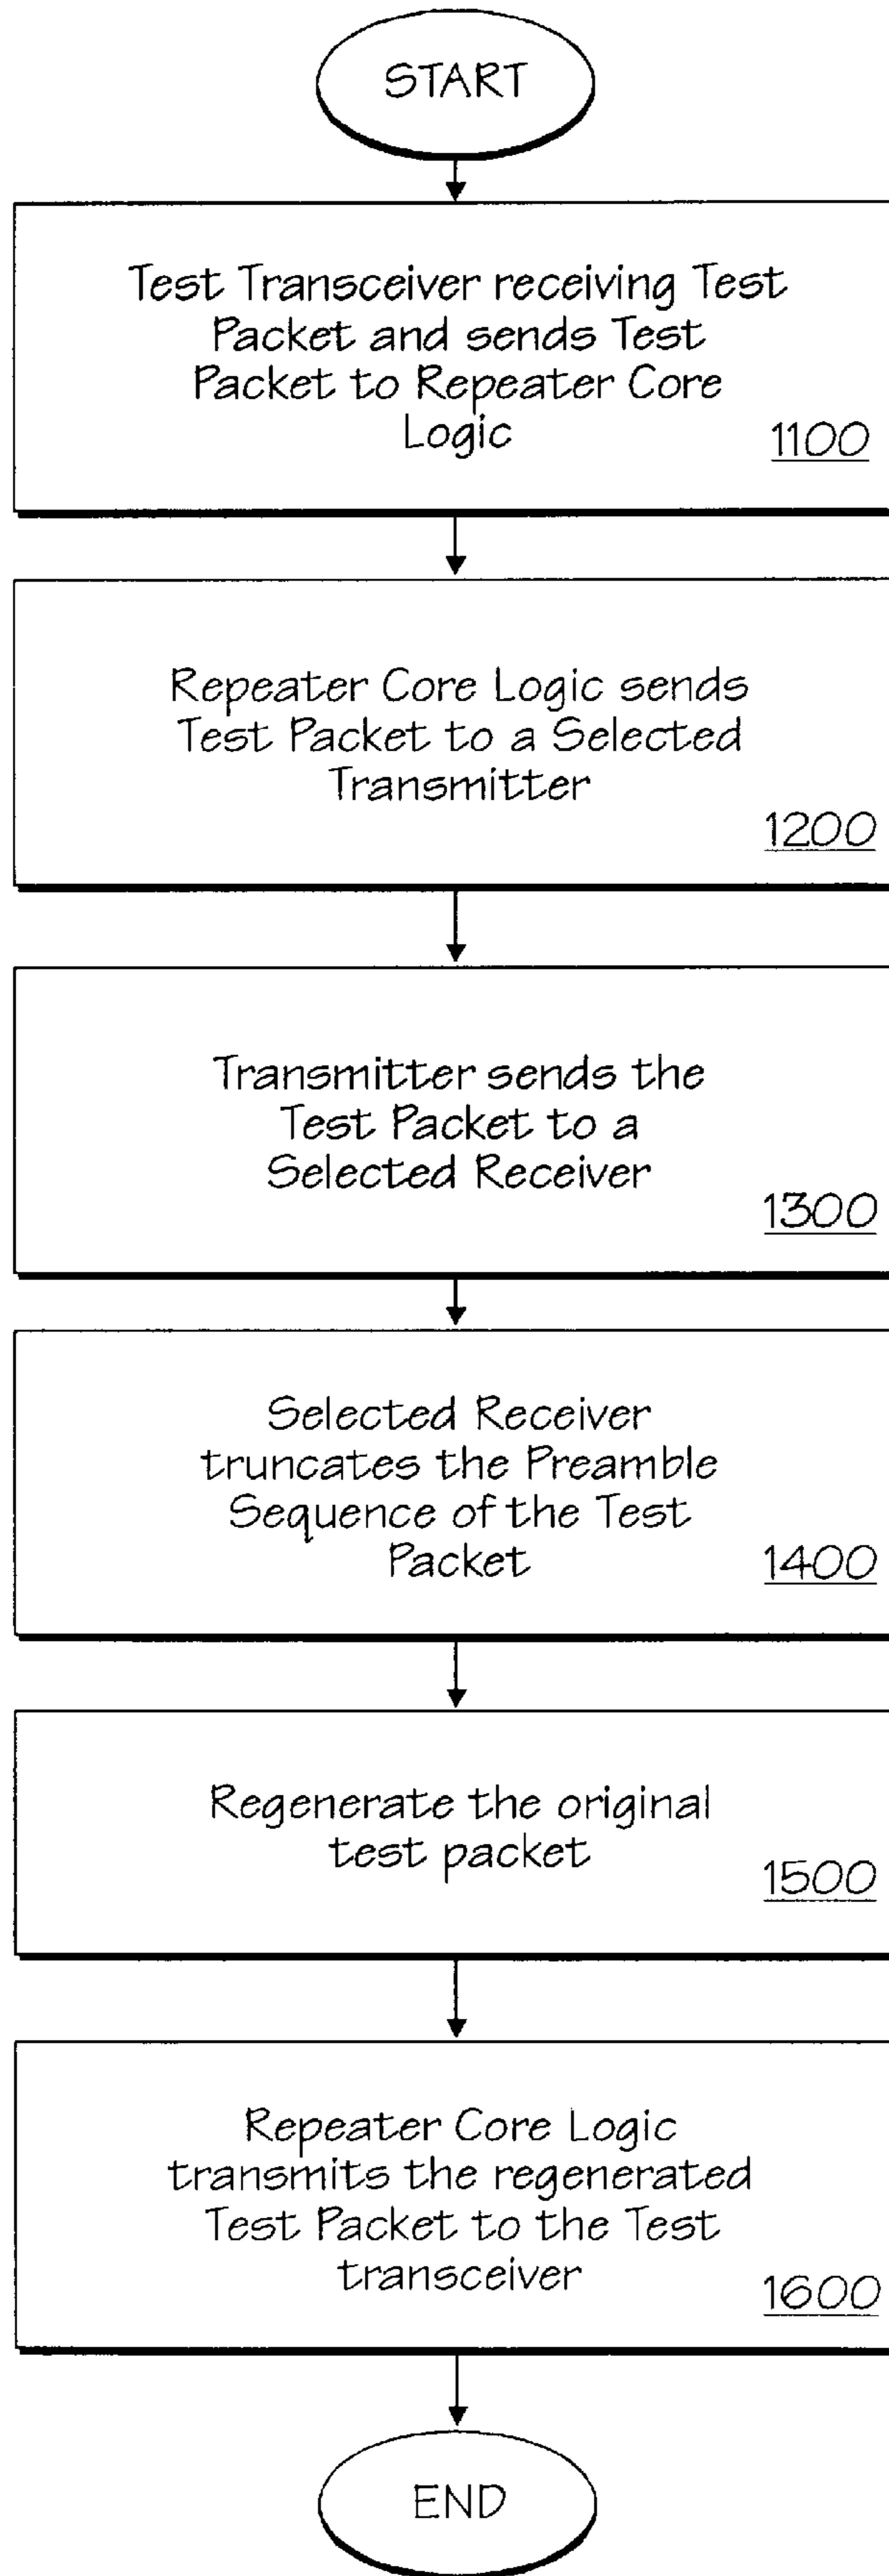 START
Test Transceiver receiving Test
Packet and sends Test
Packet to Repeater Core
Logic
1100
Repeater Core Logic sends
Test Packet to a Selected
Transmitter
1200
Transmitter sends the
Test Packet to a
Selected Receiver
1300
Selected Receiver
truncates the Preamble
Sequence of the Test
Packet
1400
Regenerate the original
test packet
1500
Repeater Core Logic
transmits the regenerated
Test Packet to the Test
transceiver
1600
END